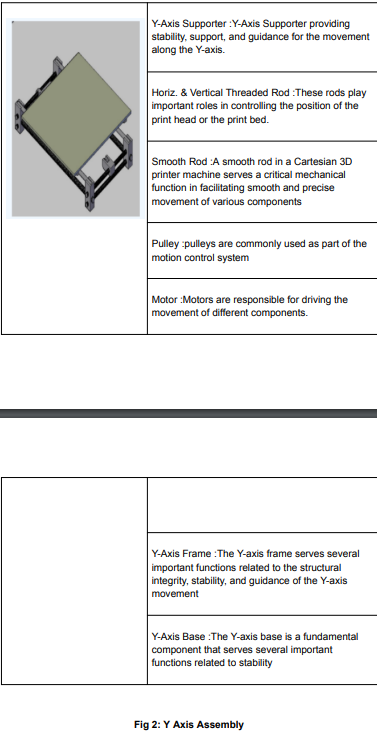 Y-Axis Supporter :Y-Axis Supporter providing
stability, support, and guidance for the movement
along the Y-axis.
Horiz. & Vertical Threaded Rod :These rods play
important roles in controlling the position of the
print head or the print bed.
Smooth Rod :A smooth rod in a Cartesian 3D
printer machine serves a critical mechanical
function in facilitating smooth and precise
movement of various components
Pulley :pulleys are commonly used as part of the
motion control system
Motor :Motors are responsible for driving the
movement of different components.
Y-Axis Frame :The Y-axis frame serves several
important functions related to the structural
integrity, stability, and guidance of the Y-axis
movement
Y-Axis Base :The Y-axis base is a fundamental
component that serves several important
functions related to stability
Fig 2: Y Axis Assembly